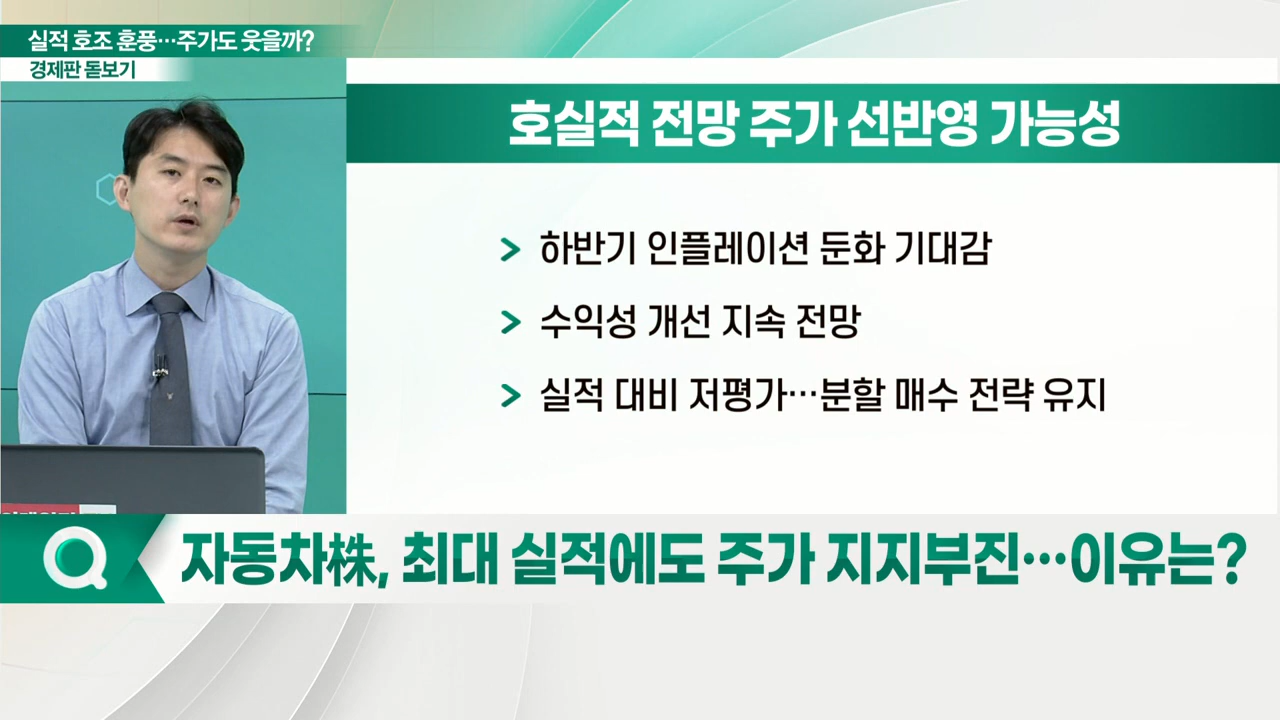 실적 호조 훈풍…주가도 웃을까?
경제판 돋보기
호실적 전망 주가 선반영 가능성
> 하반기 인플레이션 둔화 기대감
> 수익성 개선 지속 전망
> 실적 대비 저평가…분할 매수 전략 유지
Q 자동차株, 최대 실적에도 주가 지지부진…이유는?